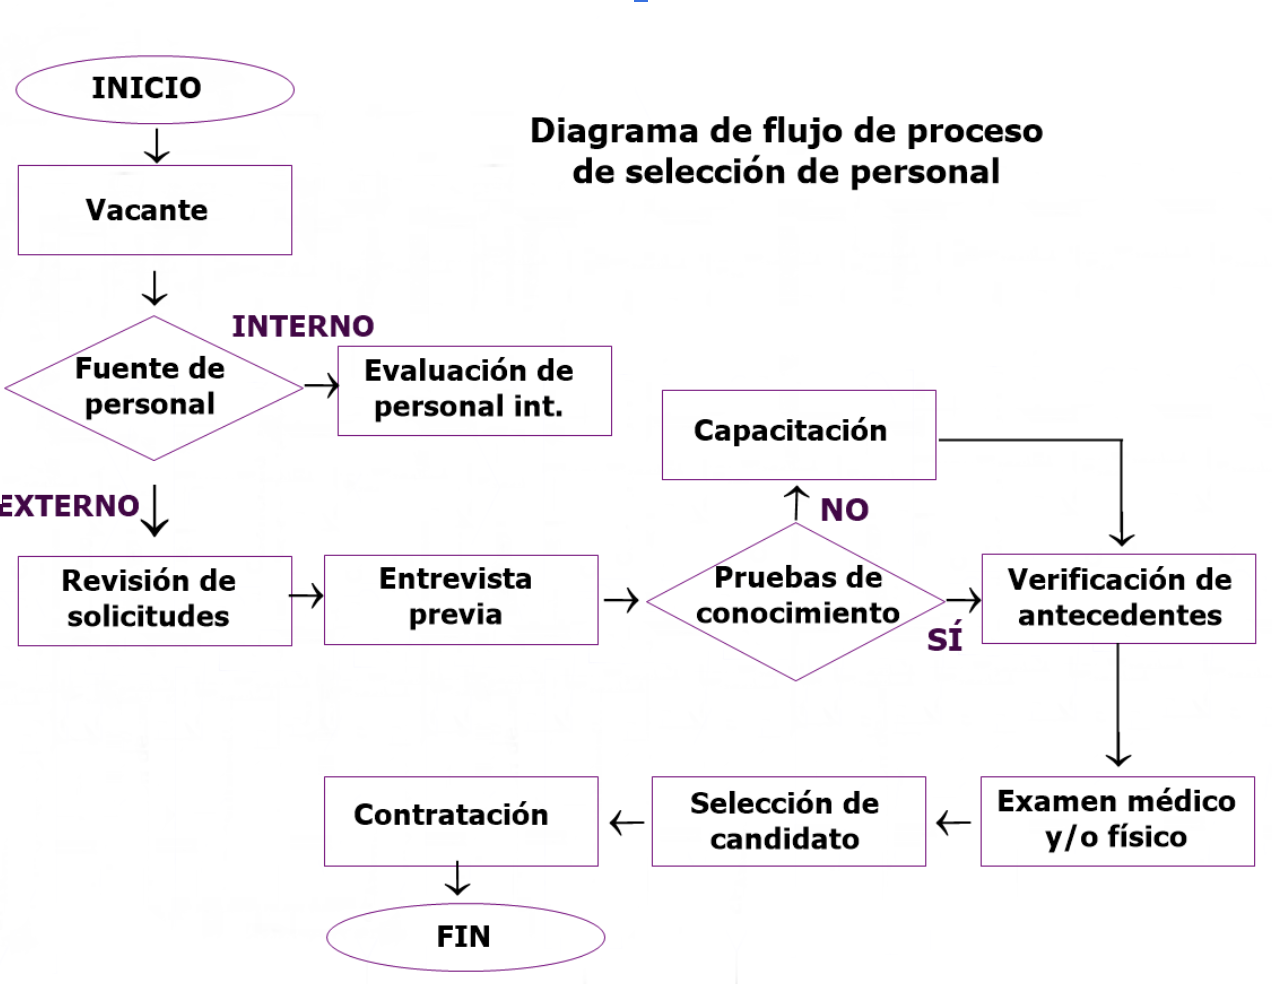 INICIO
Diagrama de flujo de proceso
de selección de personal
Vacante
INTERNO
Fuente de
personal
Evaluación de
personal int.
Capacitación
EXTERNO
NO
Revisión de
solicitudes
Entrevista
previa
Pruebas de
conocimiento
SÍ
Verificación de
antecedentes
Contratación
Selección de
candidato
Examen médico
y/o físico
FIN